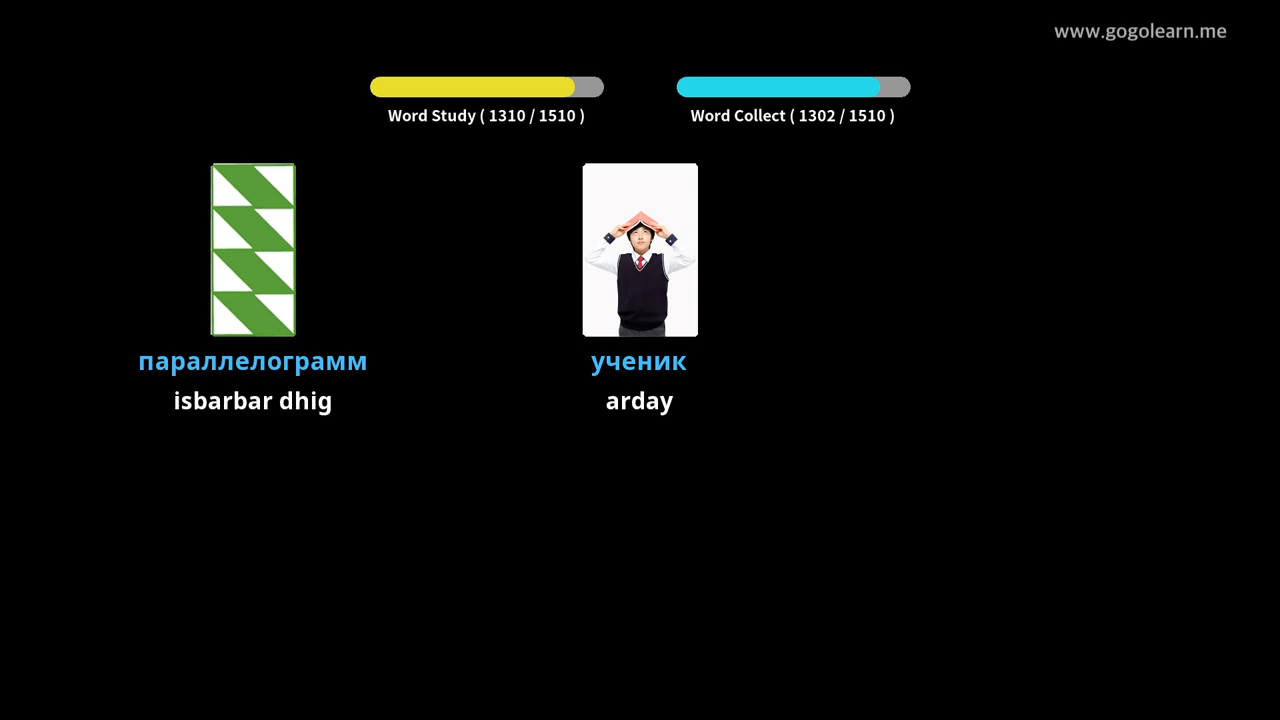 www.gogolearn.me
Word Study ( 1310 / 1510 )
Word Collect ( 1302 / 1510 )
параллелограмм
isbarbar dhig
ученик
arday